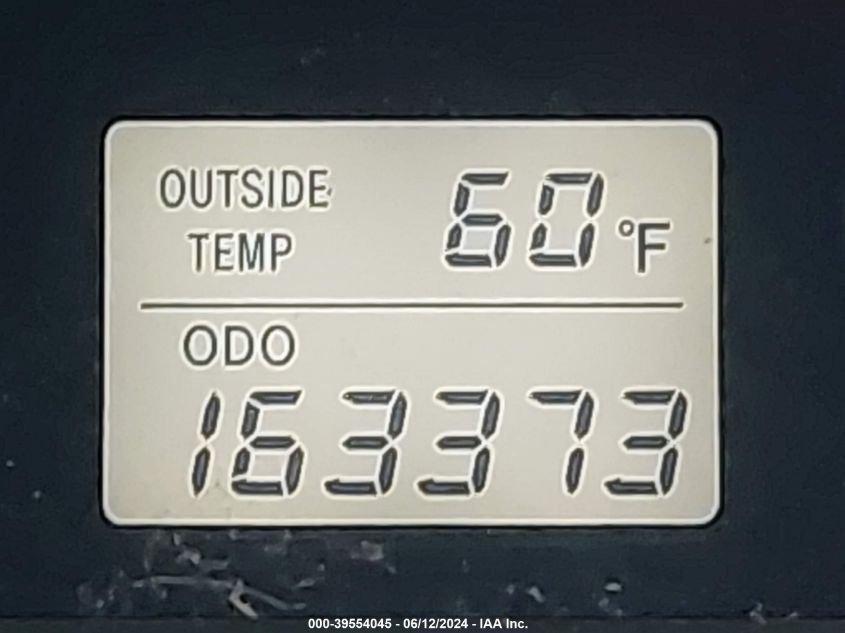 OUTSIDE 60 °F
TEMP
ODO
163373
000-39554045 - 06/12/2024 - IAA Inc.